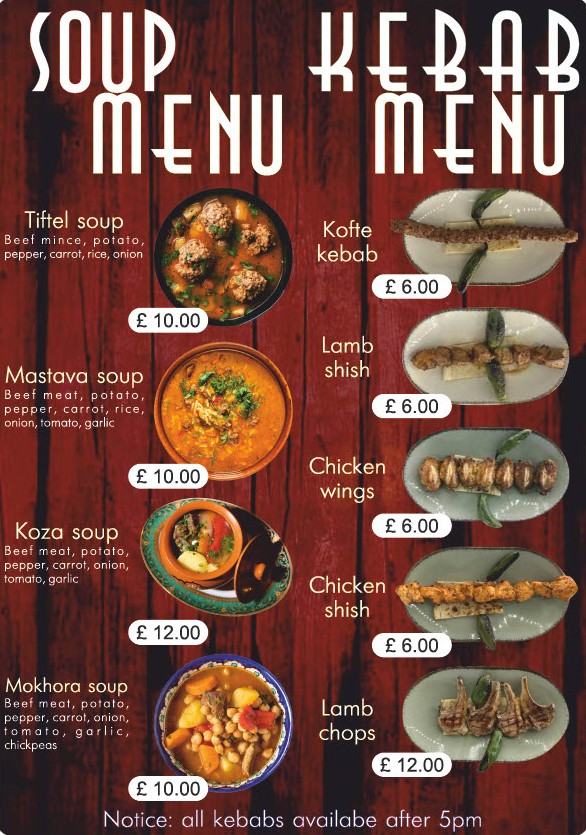 SOUP
MENU
Tiftel soup
Beef mince, potato,
pepper, carrot, rice, onion
£ 10.00
Mastava soup
Beef meat, potato,
pepper, carrot, rice,
onion, tomato, garlic
£ 10.00
Koza soup
Beef meat, potato,
pepper, carrot, onion,
tomato, garlic
£ 12.00
Mokhora soup
Beef meat, potato,
pepper, carrot, onion,
tomato, garlic,
chickpeas
£ 10.00
KEBAB
MENU
Kofte
kebab
£ 6.00
Lamb
shish
£ 6.00
Chicken
wings
£ 6.00
Chicken
shish
£ 6.00
Lamb
chops
£ 12.00
Notice: all kebabs availabe after 5pm